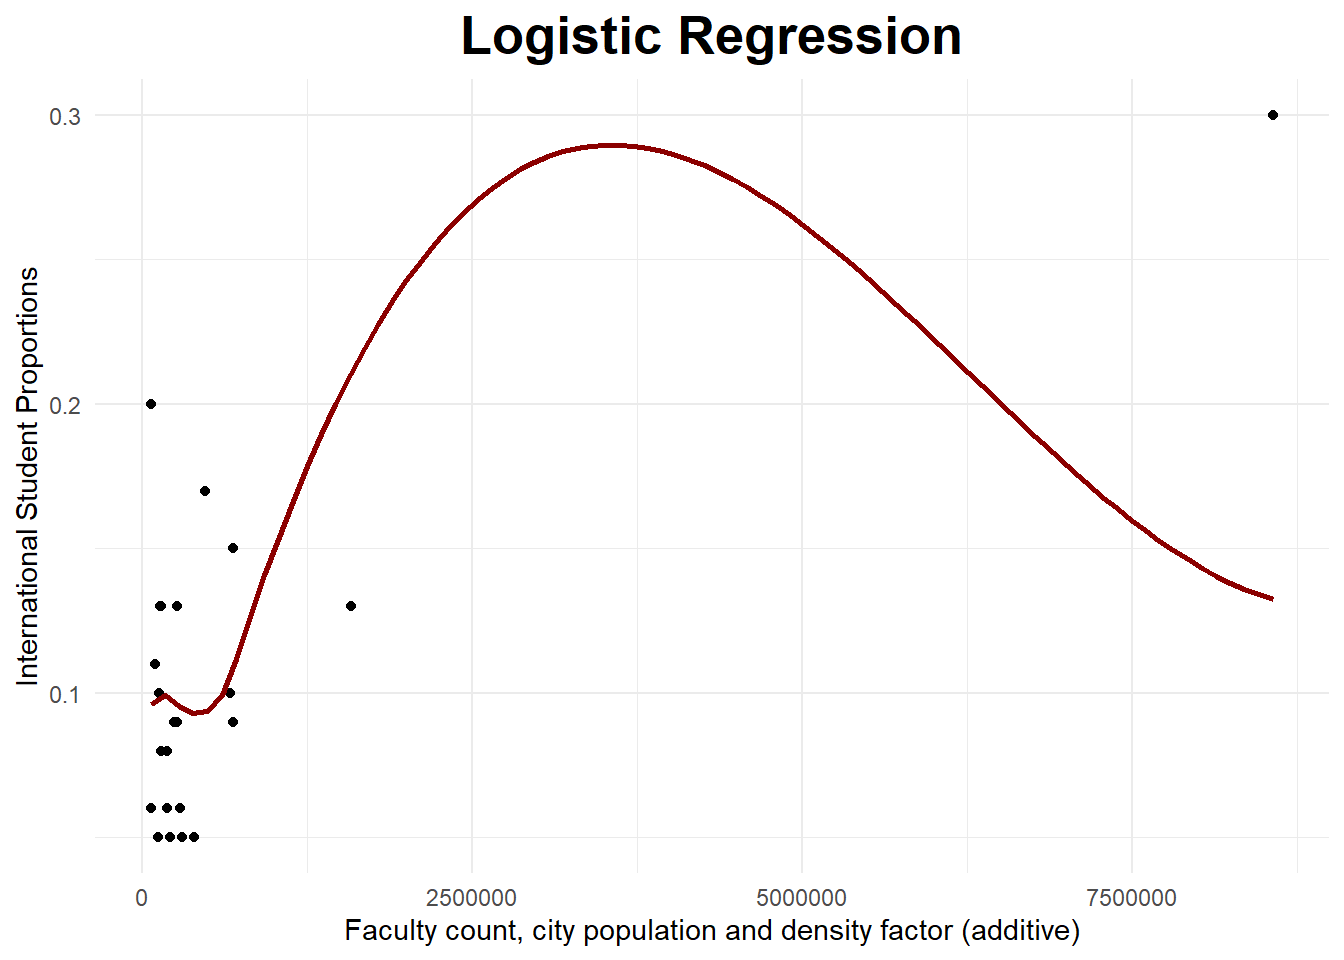 Logistic Regression
0.3
0.2
0.1
International Student Proportions
0
2500000
5000000
7500000
Faculty count, city population and density factor (additive)